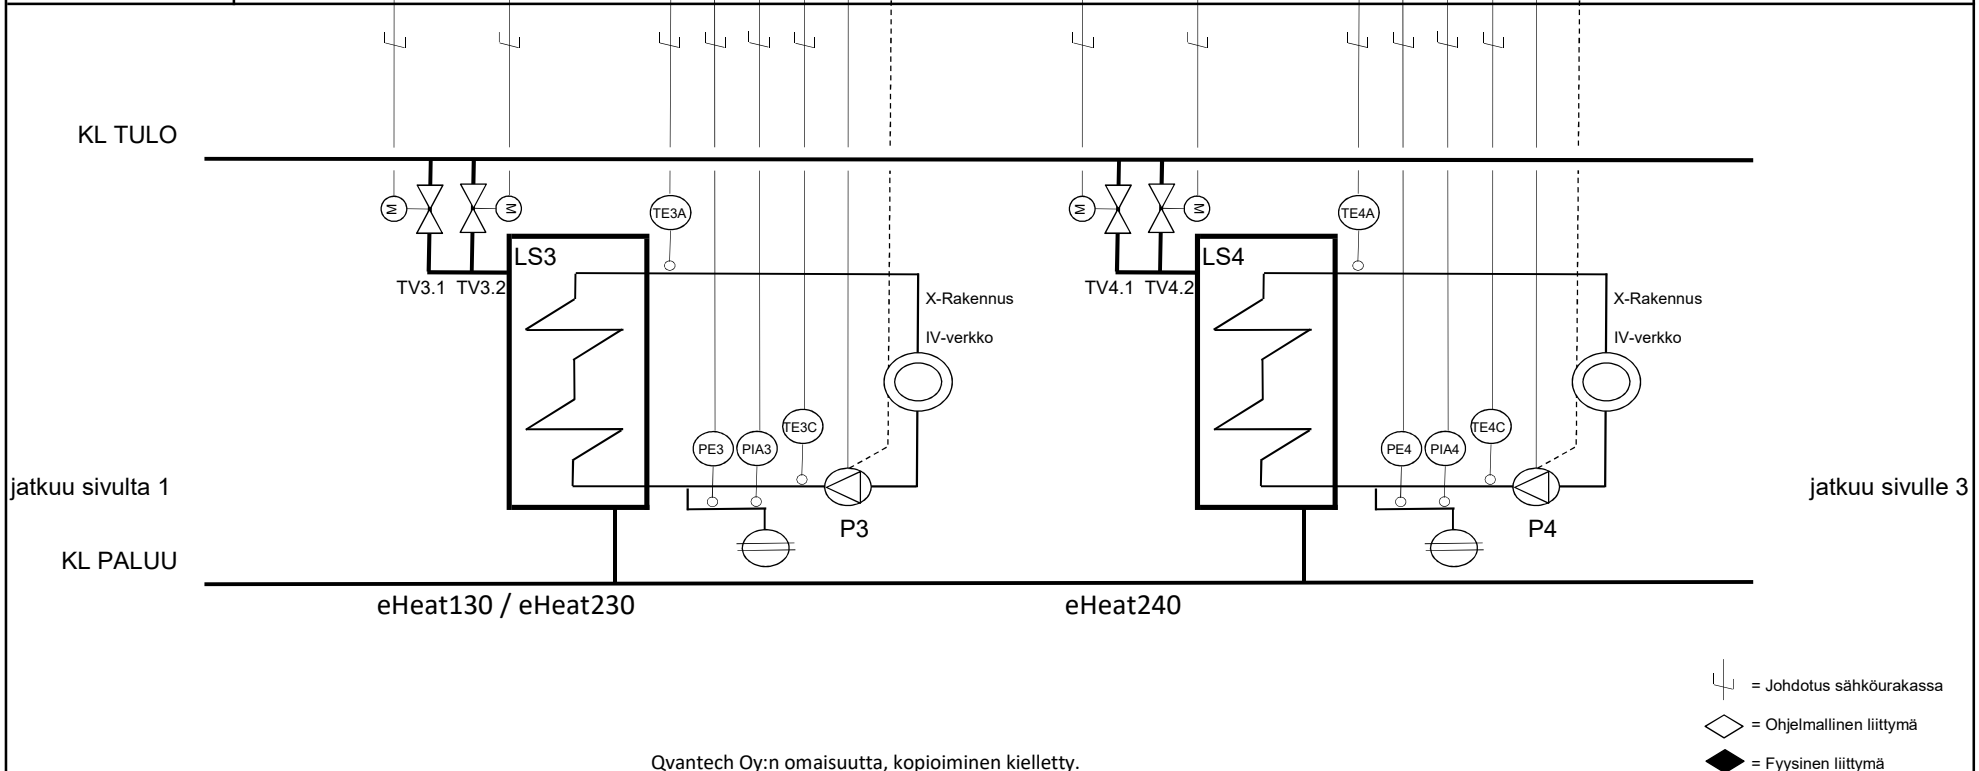 KL TULO
M
M
TE3A
M
M
TE4A
LS3
LS4
TV3.1
TV3.2
TV4.1
TV4.2
X-Rakennus
IV-verkko
X-Rakennus
IV-verkko
PE3
PIA3
TE3C
PE4
PIA4
TE4C
jatkuu sivulta 1
jatkuu sivulle 3
P3
P4
KL PALUU
eHeat130 / eHeat230
eHeat240
= Johdotus sähköurakassa
= Ohjelmallinen liittymä
= Fyysinen liittymä
Qvantech Oy:n omaisuutta, kopioiminen kielletty.